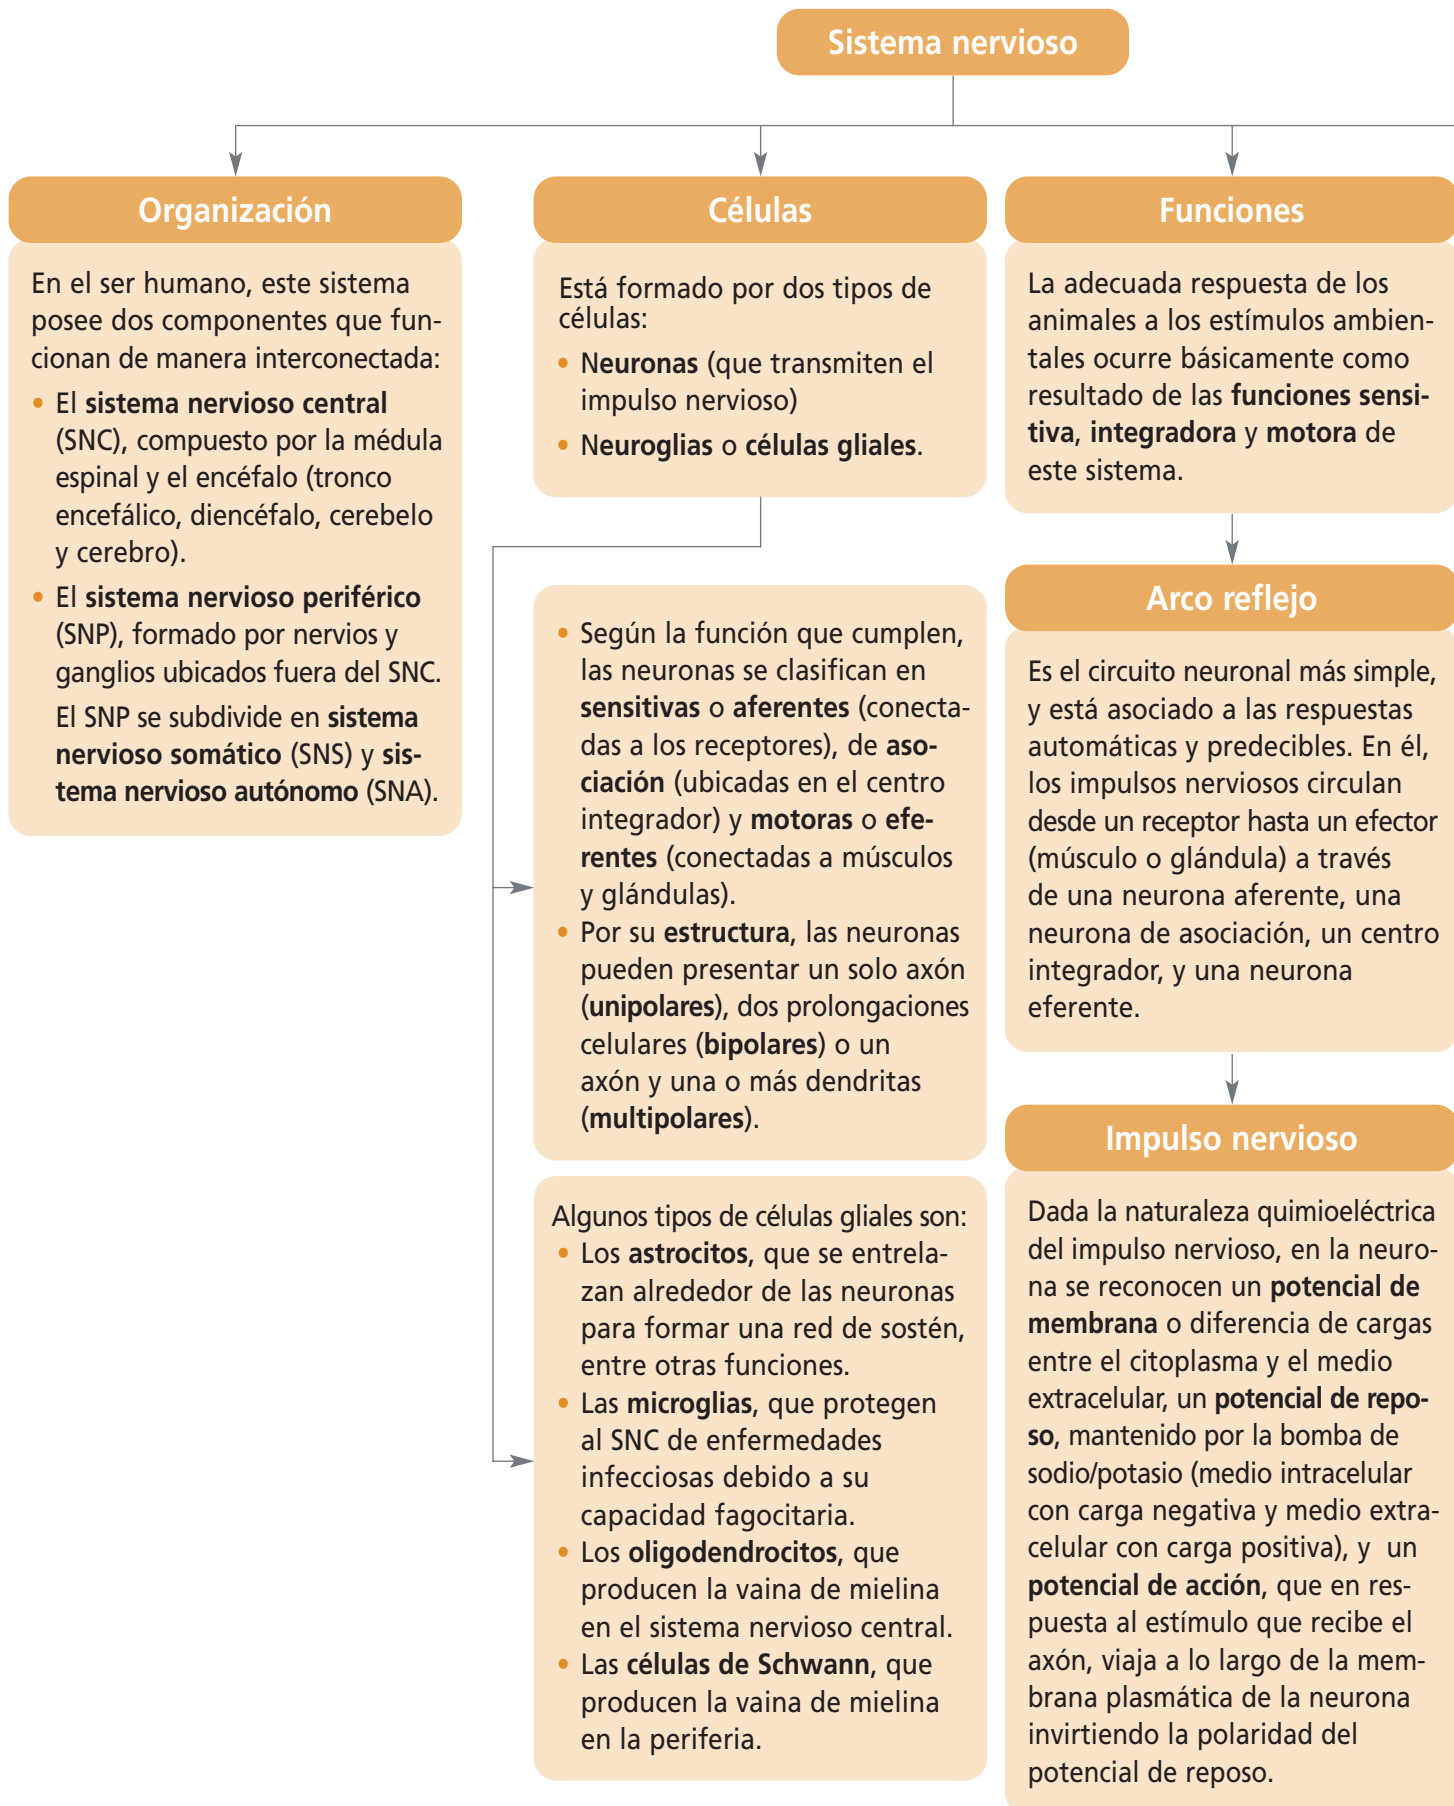 Sistema nervioso
Organización
En el ser humano, este sistema
posee dos componentes que fun-
cionan de manera interconectada:
• El sistema nervioso central
(SNC), compuesto por la médula
espinal y el encéfalo (tronco
encefálico, diencéfalo, cerebelo
y cerebro).
• El sistema nervioso periférico
(SNP), formado por nervios y
ganglios ubicados fuera del SNC.
El SNP se subdivide en sistema
nervioso somático (SNS) y sis-
tema nervioso autónomo (SNA).
Células
Está formado por dos tipos de
células:
• Neuronas (que transmiten el
impulso nervioso)
• Neuroglias o células gliales.
• Según la función que cumplen,
las neuronas se clasifican en
sensitivas o aferentes (conecta-
das a los receptores), de aso-
ciación (ubicadas en el centro
integrador) y motoras o efe-
rentes (conectadas a músculos
y glándulas).
• Por su estructura, las neuronas
pueden presentar un solo axón
(unipolares), dos prolongaciones
celulares (bipolares) o un
axón y una o más dendritas
(multipolares).
Algunos tipos de células gliales son:
• Los astrocitos, que se entrela-
zan alrededor de las neuronas
para formar una red de sostén,
entre otras funciones.
• Las microglias, que protegen
al SNC de enfermedades
infecciosas debido a su
capacidad fagocitaria.
• Los oligodendrocitos, que
producen la vaina de mielina
en el sistema nervioso central.
• Las células de Schwann, que
producen la vaina de mielina
en la periferia.
Funciones
La adecuada respuesta de los
animales a los estímulos ambien-
tales ocurre básicamente como
resultado de las funciones sensi-
tiva, integradora y motora de
este sistema.
Arco reflejo
Es el circuito neuronal más simple,
y está asociado a las respuestas
automáticas y predecibles. En él,
los impulsos nerviosos circulan
desde un receptor hasta un efector
(músculo o glándula) a través
de una neurona aferente, una
neurona de asociación, un centro
integrador, y una neurona
eferente.
Impulso nervioso
Dada la naturaleza quimioeléctrica
del impulso nervioso, en la neuro-
na se reconocen un potencial de
membrana o diferencia de cargas
entre el citoplasma y el medio
extracelular, un potencial de repo-
so, mantenido por la bomba de
sodio/potasio (medio intracelular
con carga negativa y medio extra-
celular con carga positiva), y un
potencial de acción, que en res-
puesta al estímulo que recibe el
axón, viaja a lo largo de la mem-
brana plasmática de la neurona
invirtiendo la polaridad del
potencial de reposo.